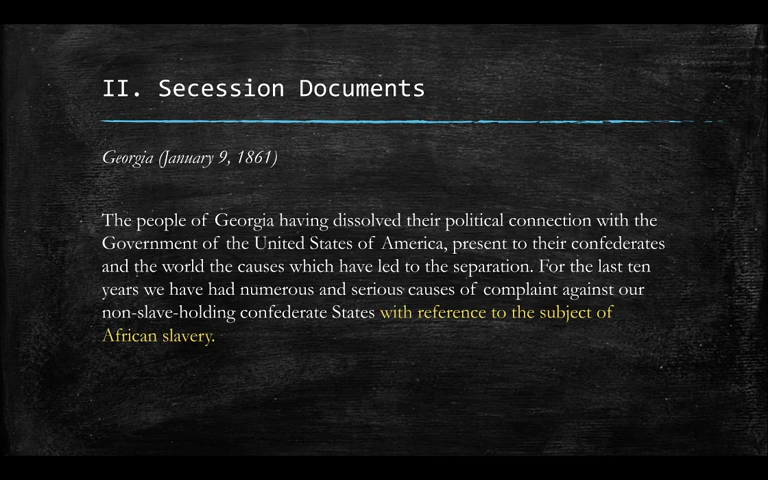 II. Secession Documents
Georgia (January 9, 1861)
The people of Georgia having dissolved their political connection with the
Government of the United States of America, present to their confederates
and the world the causes which have led to the separation. For the last ten
years we have had numerous and serious causes of complaint against our
non-slave-holding confederate States with reference to the subject of
African slavery.